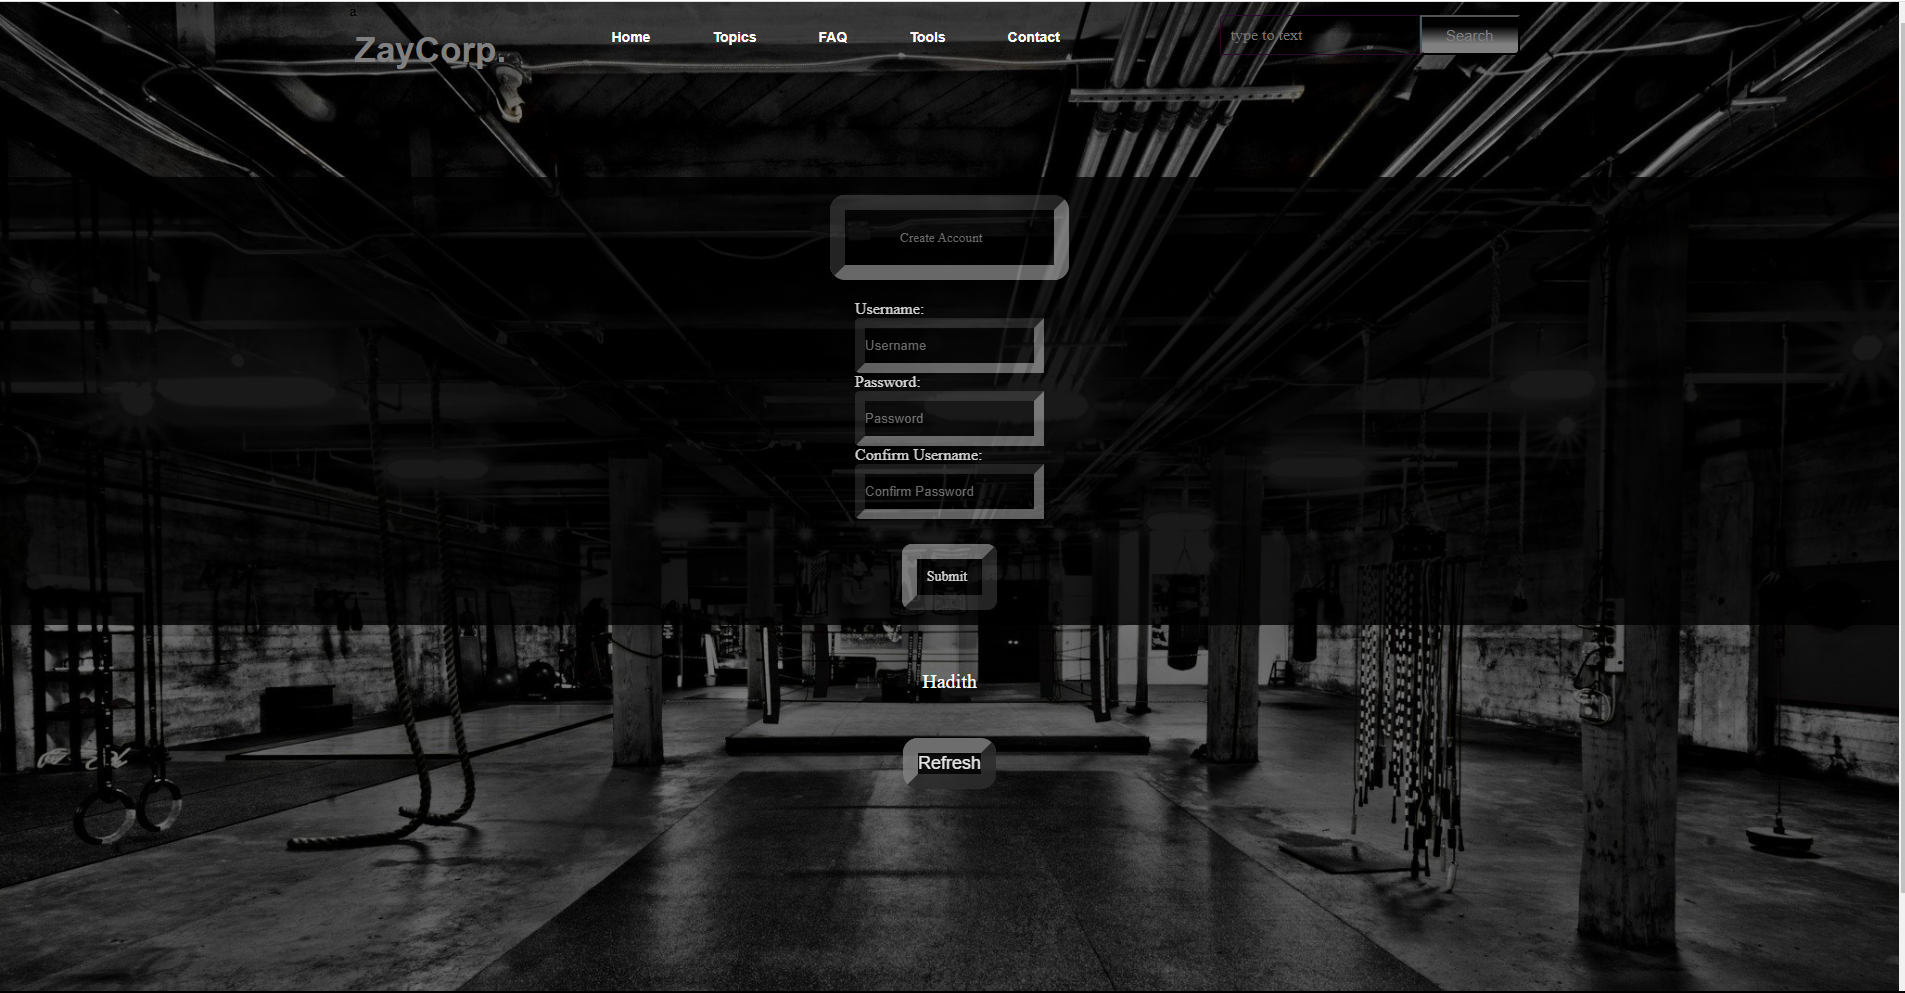 a
ZayCorp.
Home Topics FAQ Tools Contact
type to text Search
Create Account
Username:
Username
Password:
Password
Confirm Username:
Confirm Password
Submit
Hadith
Refresh